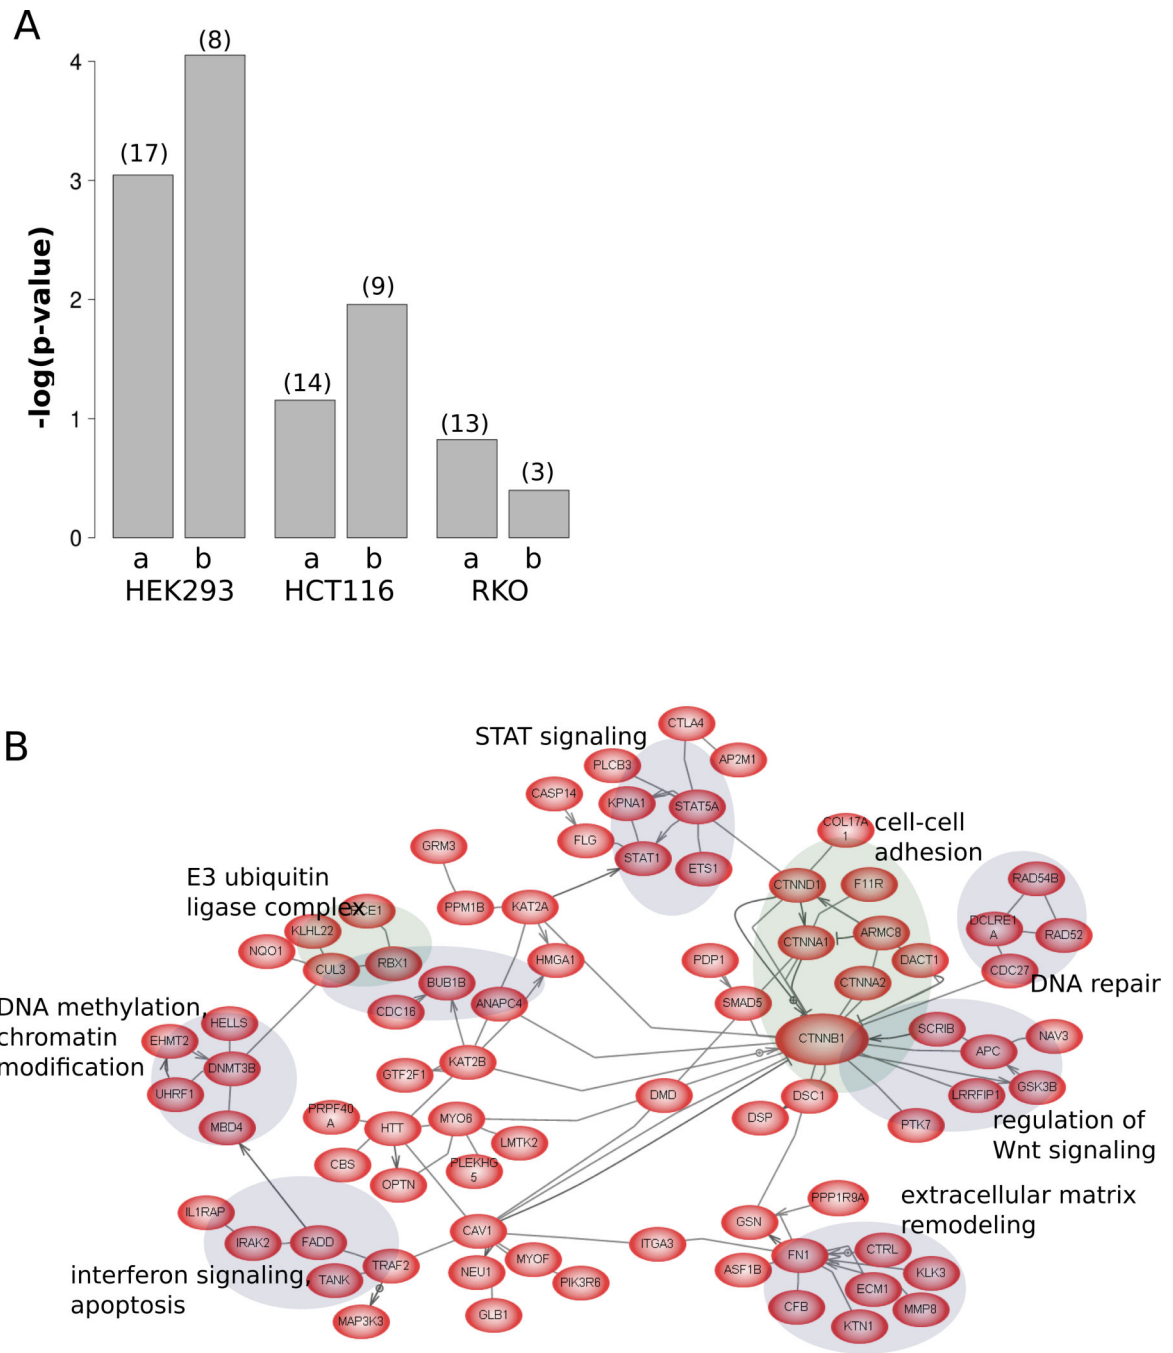 A
-log(p-value)
4
3
2
1
0
(17)
(8)
(14)
(9)
(13)
(3)
a b a b a b
HEK293 HCT116 RKO
B
STAT signaling
CTLA4
PLCB3
AP2M1
CASP14
KPNA1
STAT5A
FLG
STAT1
ETS1
COL17A
1
cell-cell
adhesion
GRM3
PPM1B
KAT2A
HMGA1
CTNND1
F11R
CTNNA1
ARMC8
DACT1
CTNNA2
CTNNB1
PDP1
SMAD5
RAD54B
DCLRE1
A
RAD52
CDC27
DNA repair
E3 ubiquitin
ligase complex
KLHL22
NQO1
CUL3
RBX1
BUB1B
CDC16
ANAPC4
DNA methylation,
chromatin
modification
HELLS
EHMT2
DNMT3B
UHRF1
MBD4
GTF2F1
KAT2B
SCRIB
APC
NAV3
LRRFIP1
GSK3B
PTK7
regulation of
Wnt signaling
PRPF40
A
HTT
MYO6
LMTK2
CBS
OPTN
PLEKHG
5
DMD
DSC1
DSP
IL1RAP
IRAK2
FADD
TANK
TRAF2
MAP3K3
interferon signaling,
apoptosis
CAV1
NEU1
MYOF
PIK3R6
GLB1
ITGA3
extracellular matrix
remodeling
PPP1R9A
GSN
FN1
CTRL
ASF1B
KLK3
ECM1
CFB
MMP8
KTN1